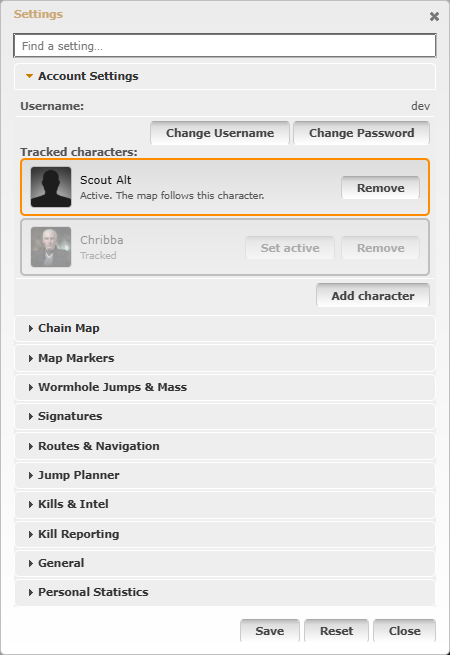 Settings
Find a setting...
Account Settings
Username: dev
Change Username Change Password
Tracked characters:
Scout Alt
Active. The map follows this character.
Remove
Chribba
Tracked
Set active Remove
Add character
Chain Map
Map Markers
Wormhole Jumps & Mass
Signatures
Routes & Navigation
Jump Planner
Kills & Intel
Kill Reporting
General
Personal Statistics
Save Reset Close